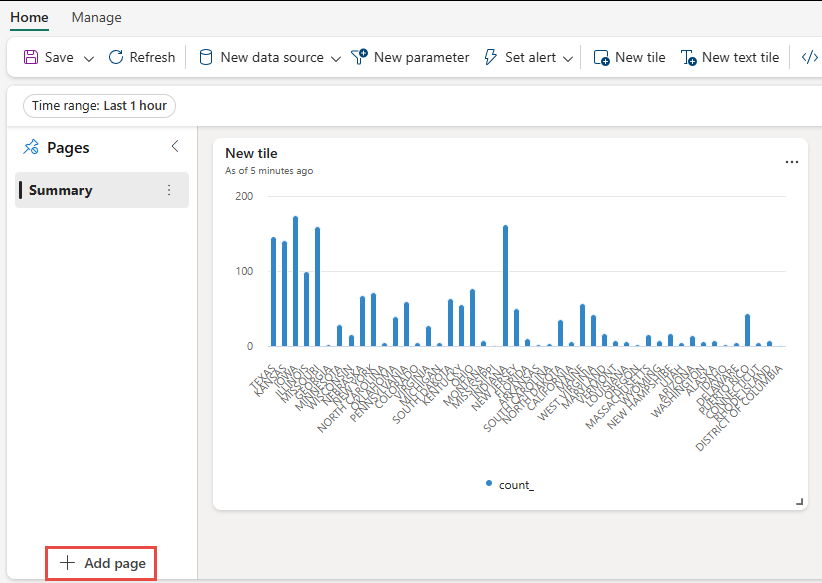 Home Manage
Save Refresh New data source New parameter Set alert New tile New text tile
Time range: Last 1 hour
Pages
Summary
New tile
As of 5 minutes ago
200
100
0
TEXAS
KANSAS
IOWA
ILLINOIS
MISSOURI
GEORGIA
MINNESOTA
WISCONSIN
NEBRASKA
NEW YORK
NORTH CAROLINA
OKLAHOMA
PENNSYLVANIA
COLORADO
VIRGINIA
MICHIGAN
SOUTH DAKOTA
KENTUCKY
OHIO
MONTANA
MISSISSIPPI
INDIANA
NEW JERSEY
FLORIDA
ARKANSAS
SOUTH CAROLINA
NORTH DAKOTA
CALIFORNIA
MAINE
WEST VIRGINIA
MARYLAND
VERMONT
LOUISIANA
OREGON
MASSACHUSETTS
WYOMING
NEW HAMPSHIRE
UTAH
ARIZONA
WASHINGTON
ALASKA
IDAHO
DELAWARE
PUERTO RICO
CONNECTICUT
RHODE ISLAND
DISTRICT OF COLUMBIA
count_
Add page